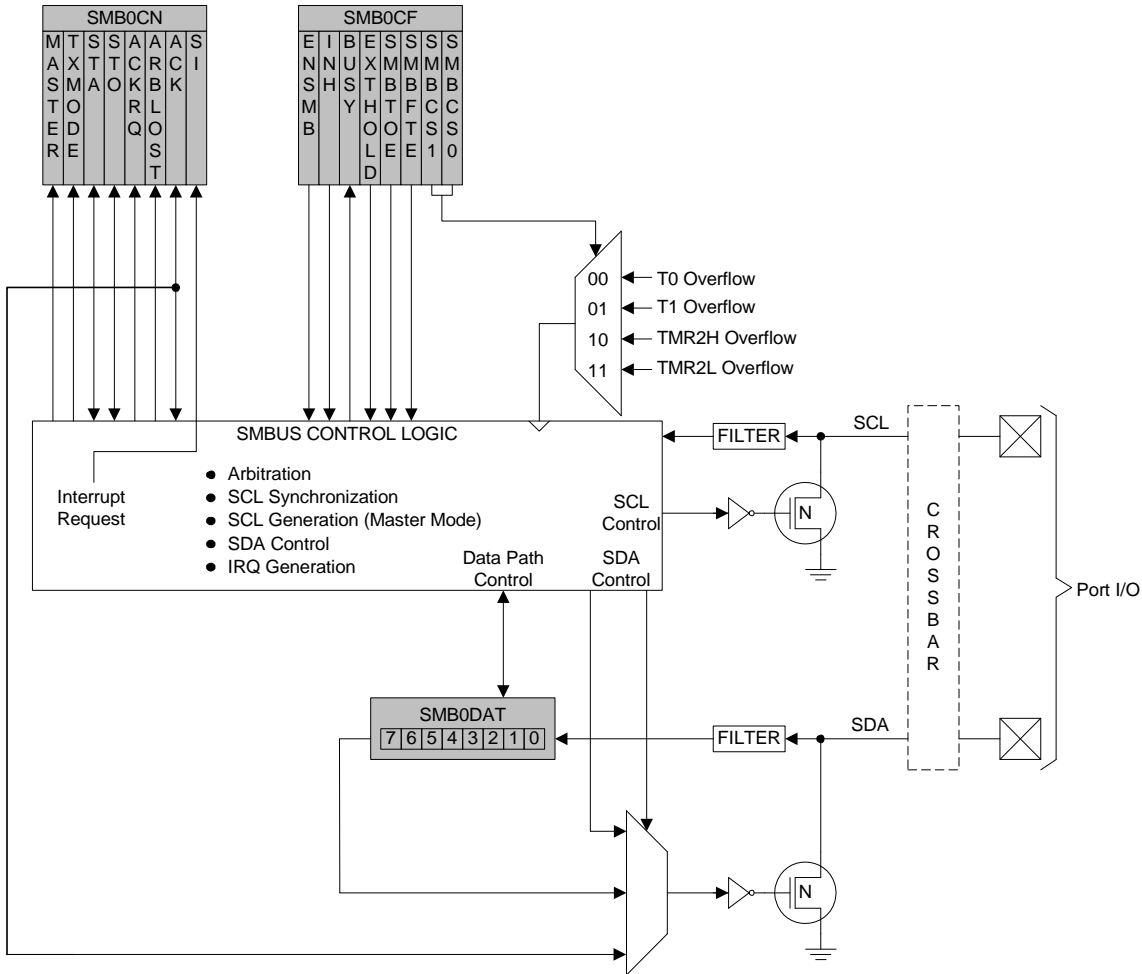 SMB0CN
MASTER
TXMODE
STA
STO
ACKRQ
ARBLOST
ACK
SI
SMB0CF
ENSMB
INH
BUSY
EXTHOLD
SMBTOE
SMBFTE
SMBCS1
SMBCS0
00 T0 Overflow
01 T1 Overflow
10 TMR2H Overflow
11 TMR2L Overflow
SMBUS CONTROL LOGIC
Arbitration
SCL Synchronization
SCL Generation (Master Mode)
SDA Control
IRQ Generation
Interrupt
Request
SCL
Control
Data Path
Control
SDA
Control
FILTER
SCL
N
CROSSBAR
Port I/O
SMB0DAT
7 6 5 4 3 2 1 0
FILTER
SDA
N